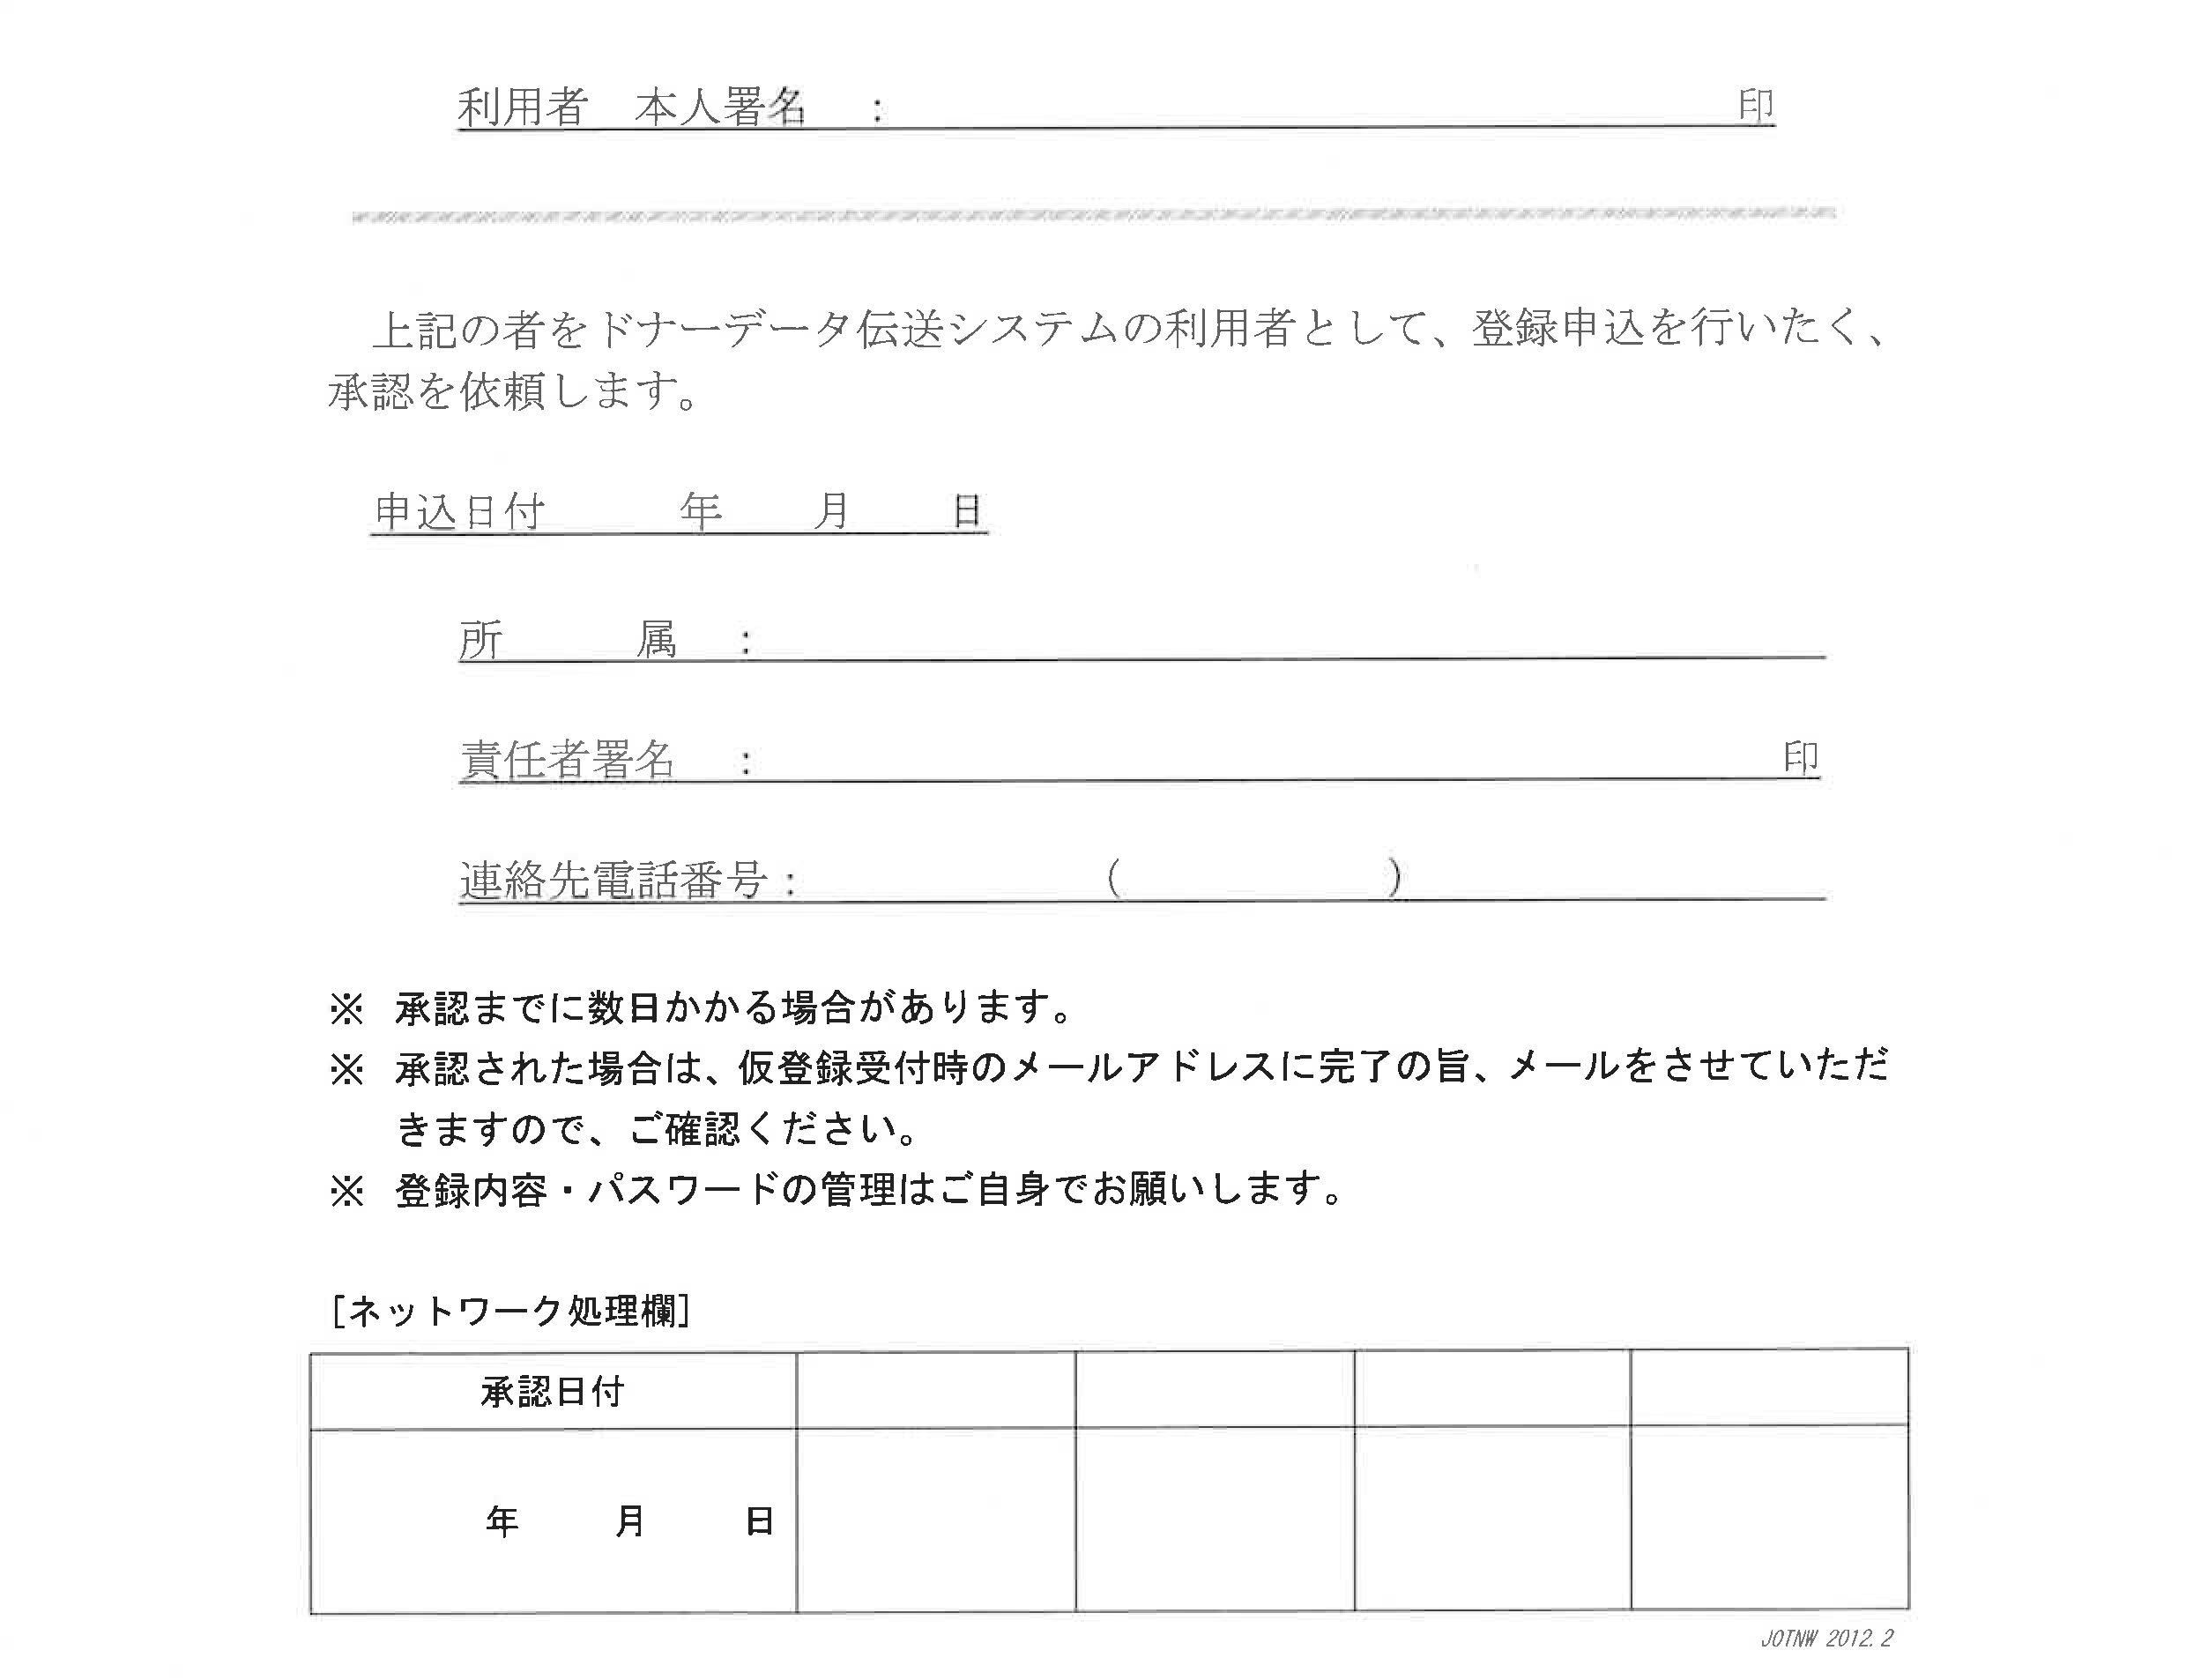 利用者　本人署名　：　印
上記の者をドナーデータ伝送システムの利用者として、登録申込を行いたく、
承認を依頼します。
申込日付　年　月　日
所　属　：
責任者署名　：　印
連絡先電話番号：　（　）
※　承認までに数日かかる場合があります。
※　承認された場合は、仮登録受付時のメールアドレスに完了の旨、メールをさせていただ
きますので、ご確認ください。
※　登録内容・パスワードの管理はご自身でお願いします。
[ネットワーク処理欄]
承認日付
年　月　日
JOTNW 2012.2